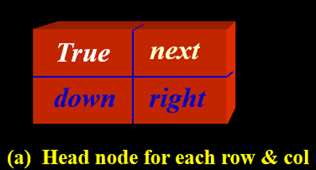 True next
down right
(a) Head node for each row & col